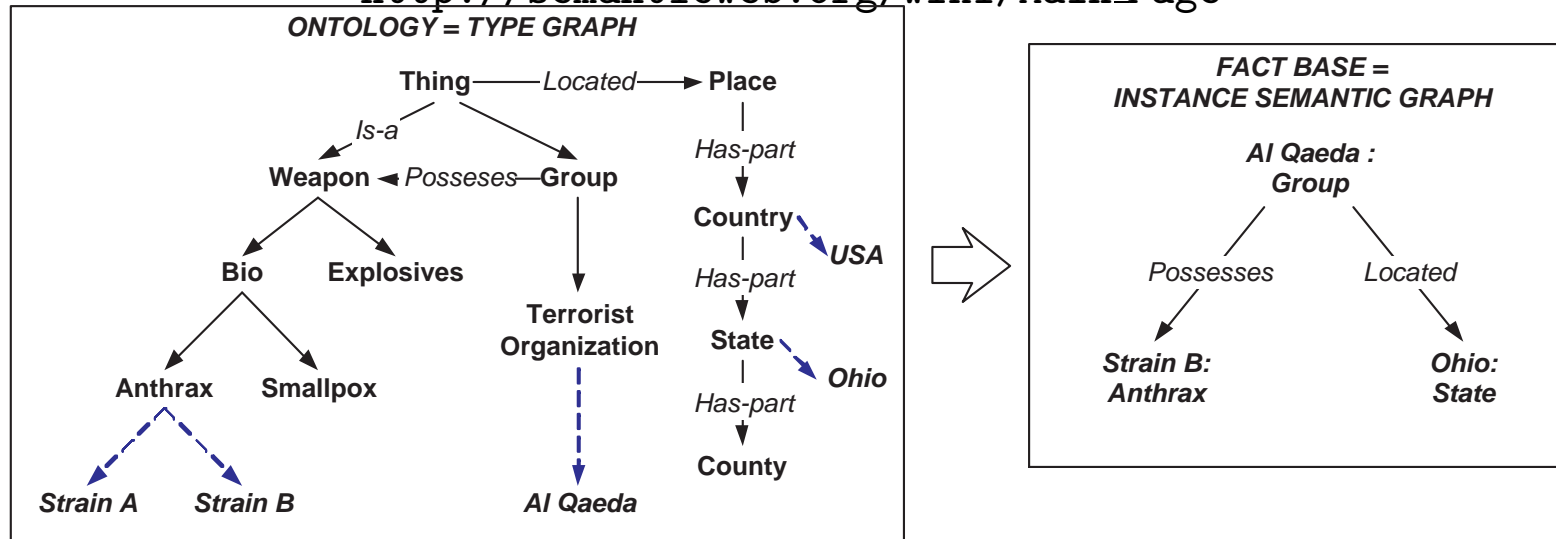 ONTOLOGY = TYPE GRAPH
Thing
Located
Place
Is-a
Has-part
Weapon
Posseses
Group
Country
USA
Bio
Explosives
Has-part
Terrorist
Organization
State
Ohio
Anthrax
Smallpox
Has-part
County
Strain A
Strain B
Al Qaeda
FACT BASE =
INSTANCE SEMANTIC GRAPH
Al Qaeda :
Group
Possesses
Located
Strain B:
Anthrax
Ohio:
State